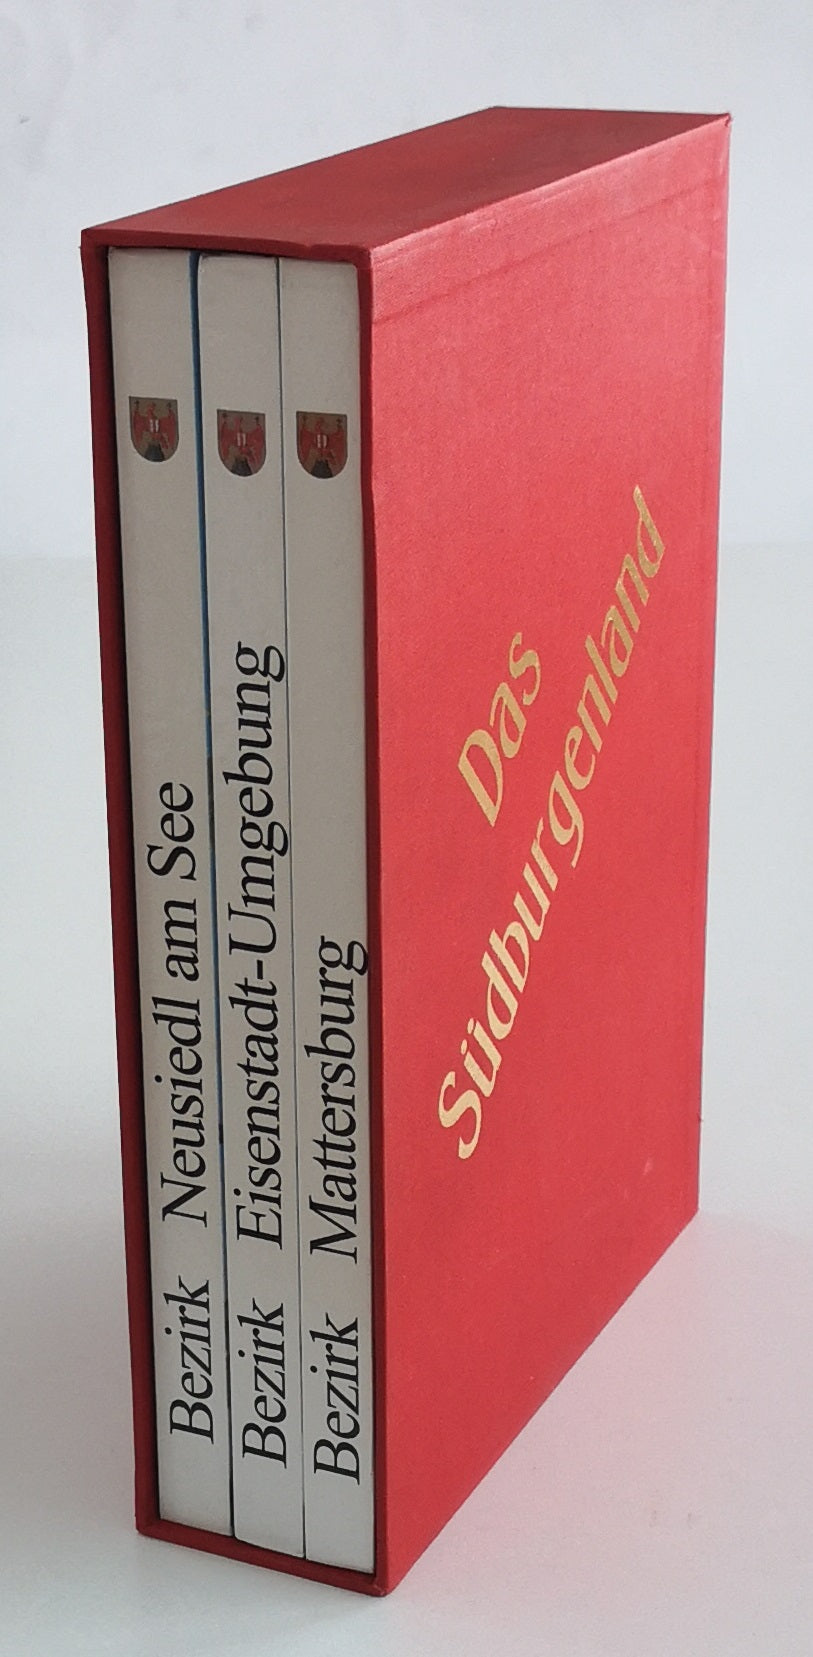 Bezirk Neusiedl am See
Bezirk Eisenstadt-Umgebung
Bezirk Mattersburg
Das
Südburgenland